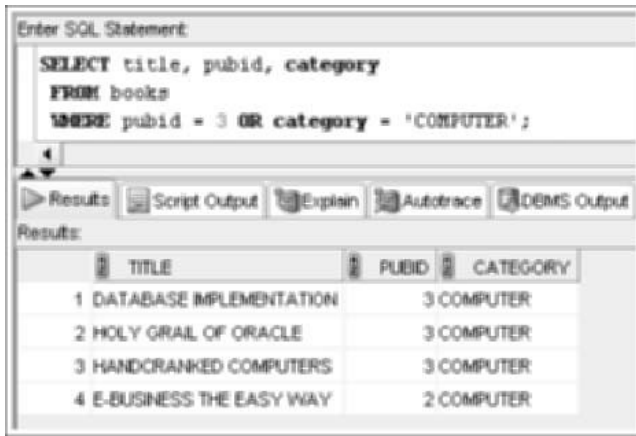 Enter SQL Statement:
SELECT title, pubid, category
FROM books
WHERE pubid = 3 OR category = 'COMPUTER';
Results Script Output Explain Autotrace DBMS Output
Results:
TITLE PUBID CATEGORY
1 DATABASE IMPLEMENTATION 3 COMPUTER
2 HOLY GRAIL OF ORACLE 3 COMPUTER
3 HANDCRANKED COMPUTERS 3 COMPUTER
4 E-BUSINESS THE EASY WAY 2 COMPUTER